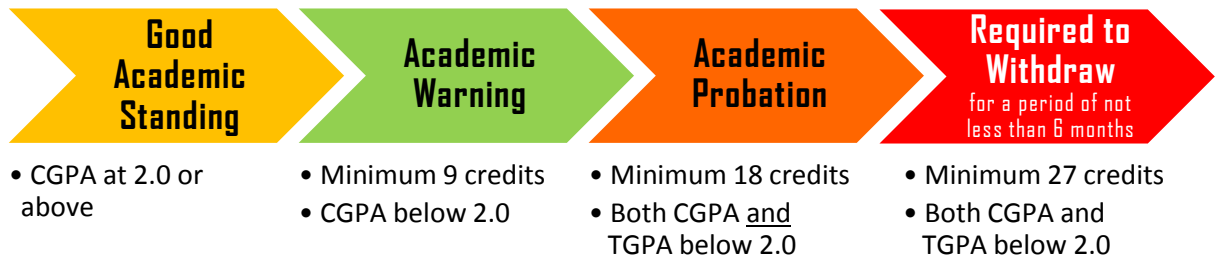 Good
Academic
Standing
Academic
Warning
Academic
Probation
Required to
Withdraw
for a period of not
less than 6 months
• CGPA at 2.0 or
above
• Minimum 9 credits
• CGPA below 2.0
• Minimum 18 credits
• Both CGPA and
TGPA below 2.0
• Minimum 27 credits
• Both CGPA and
TGPA below 2.0